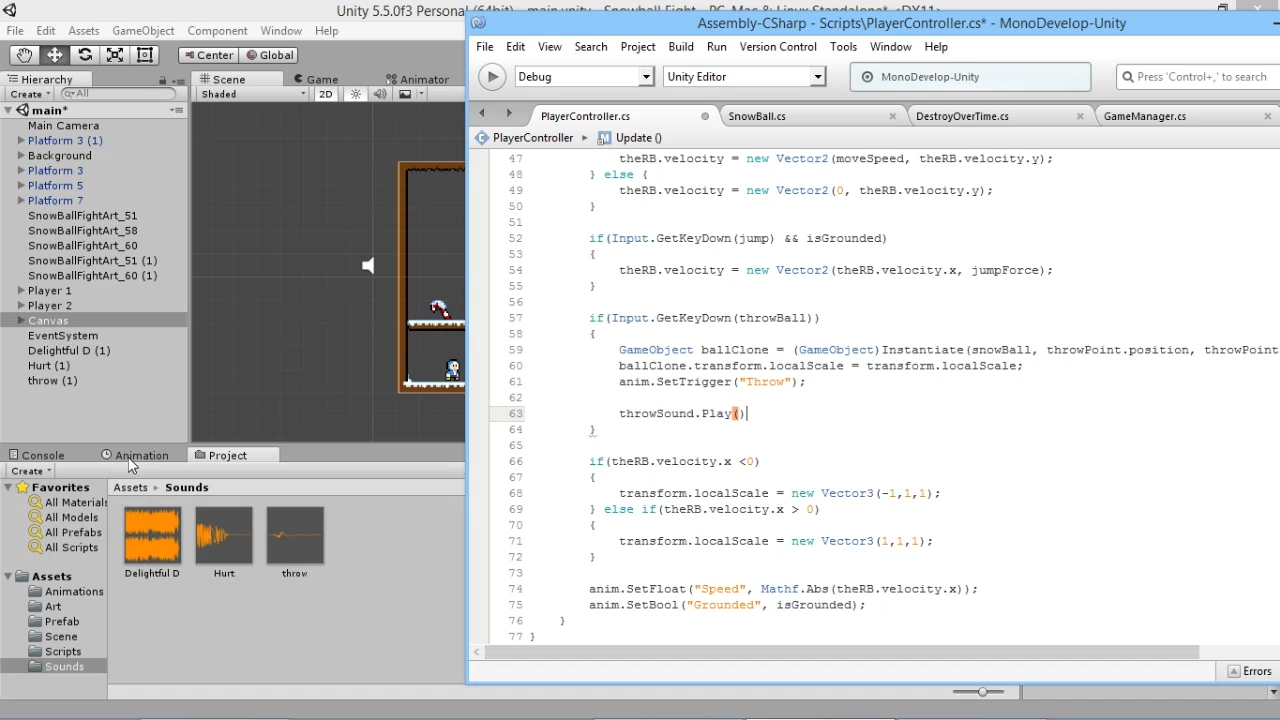 Unity 5.5.0f3 Personal (64bit) - main.unity - Snowball Fight - PC, Mac & Linux Standalone* <DX11>
File Edit Assets GameObject Component Window Help
Center Global
Hierarchy
Create All
main*
Main Camera
Platform 3 (1)
Background
Platform 3
Platform 5
Platform 7
SnowBallFightArt_51
SnowBallFightArt_58
SnowBallFightArt_60
SnowBallFightArt_51 (1)
SnowBallFightArt_60 (1)
Player 1
Player 2
Canvas
EventSystem
Delightful D (1)
Hurt (1)
throw (1)
Scene Game Animator
Shaded 2D
Console Animation Project
Create
Favorites
All Materials
All Models
All Prefabs
All Scripts
Assets
Animations
Art
Prefab
Scene
Scripts
Sounds
Assets Sounds
Delightful D Hurt throw
Assembly-CSharp - Scripts\PlayerController.cs* - MonoDevelop-Unity
File Edit View Search Project Build Run Version Control Tools Window Help
Debug Unity Editor MonoDevelop-Unity Press 'Control+,' to search
PlayerController.cs SnowBall.cs DestroyOverTime.cs GameManager.cs
PlayerController Update ()
47 theRB.velocity = new Vector2(moveSpeed, theRB.velocity.y);
48 } else {
49 theRB.velocity = new Vector2(0, theRB.velocity.y);
50 }
51
52 if(Input.GetKeyDown(jump) && isGrounded)
53 {
54 theRB.velocity = new Vector2(theRB.velocity.x, jumpForce);
55 }
56
57 if(Input.GetKeyDown(throwBall))
58 {
59 GameObject ballClone = (GameObject)Instantiate(snowBall, throwPoint.position, throwPoint
60 ballClone.transform.localScale = transform.localScale;
61 anim.SetTrigger("Throw");
62
63 throwSound.Play()
64 }
65
66 if(theRB.velocity.x <0)
67 {
68 transform.localScale = new Vector3(-1,1,1);
69 } else if(theRB.velocity.x > 0)
70 {
71 transform.localScale = new Vector3(1,1,1);
72 }
73
74 anim.SetFloat("Speed", Mathf.Abs(theRB.velocity.x));
75 anim.SetBool("Grounded", isGrounded);
76 }
77 }
Errors